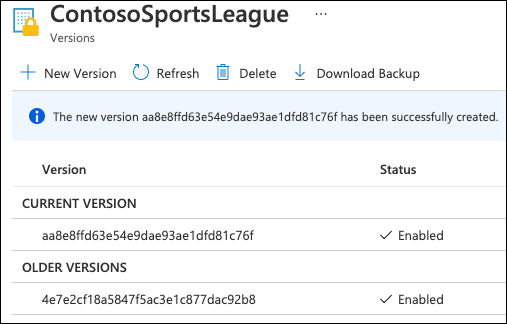 ContosoSportsLeague ...
Versions
New Version Refresh Delete Download Backup
The new version aa8e8ffd63e54e9dae93ae1dfd81c76f has been successfully created.
Version Status
CURRENT VERSION
aa8e8ffd63e54e9dae93ae1dfd81c76f Enabled
OLDER VERSIONS
4e7e2cf18a5847f5ac3e1c877dac92b8 Enabled